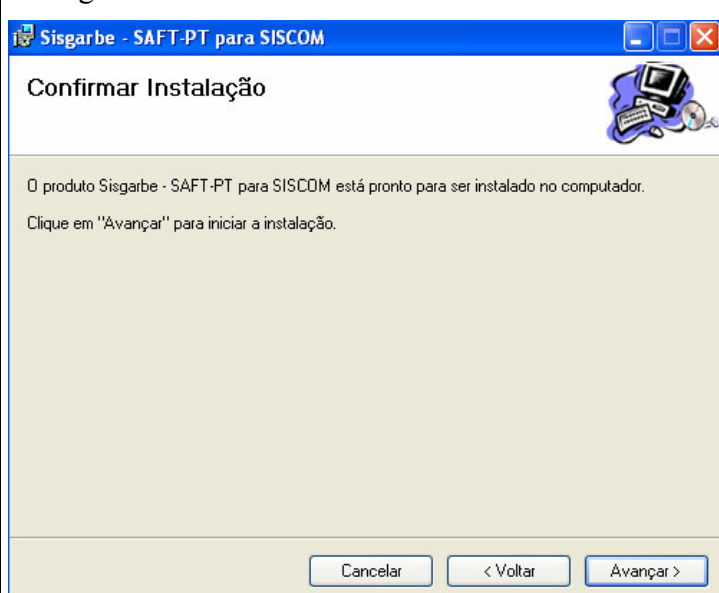 Sisgarbe - SAFT-PT para SISCOM
Confirmar Instalação
O produto Sisgarbe - SAFT-PT para SISCOM está pronto para ser instalado no computador.
Clique em "Avançar" para iniciar a instalação.
Cancelar < Voltar Avançar >